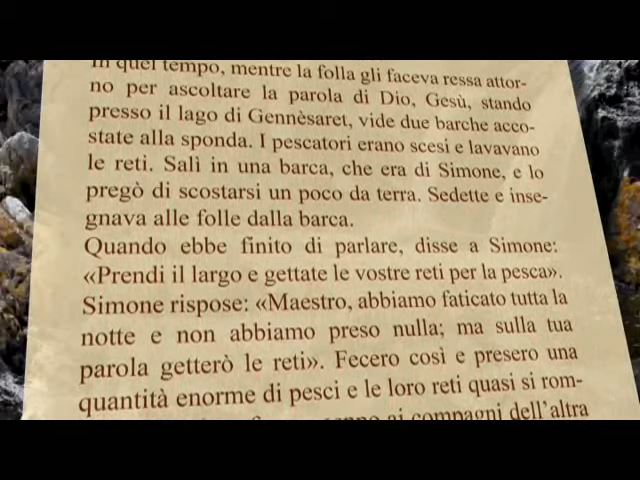 In quel tempo, mentre la folla gli faceva ressa attor-
no per ascoltare la parola di Dio, Gesù, stando
presso il lago di Gennèsaret, vide due barche acco-
state alla sponda. I pescatori erano scesi e lavavano
le reti. Salì in una barca, che era di Simone, e lo
pregò di scostarsi un poco da terra. Sedette e inse-
gnava alle folle dalla barca.
Quando ebbe finito di parlare, disse a Simone:
«Prendi il largo e gettate le vostre reti per la pesca».
Simone rispose: «Maestro, abbiamo faticato tutta la
notte e non abbiamo preso nulla; ma sulla tua
parola getterò le reti». Fecero così e presero una
quantità enorme di pesci e le loro reti quasi si rom-
ai compagni dell'altra